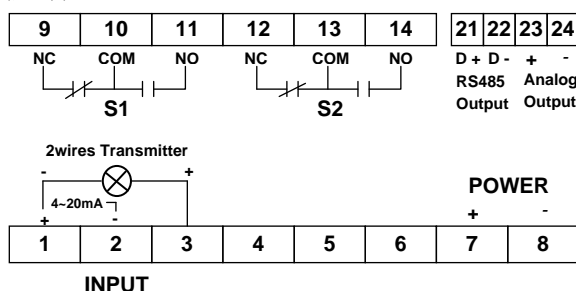 9 10 11 12 13 14 21 22 23 24
NC COM NO NC COM NO D + D - + -
RS485 Analog
S1 S2 Output Output
2wires Transmitter
- +
4~20mA
+ -
POWER
+ -
1 2 3 4 5 6 7 8
INPUT